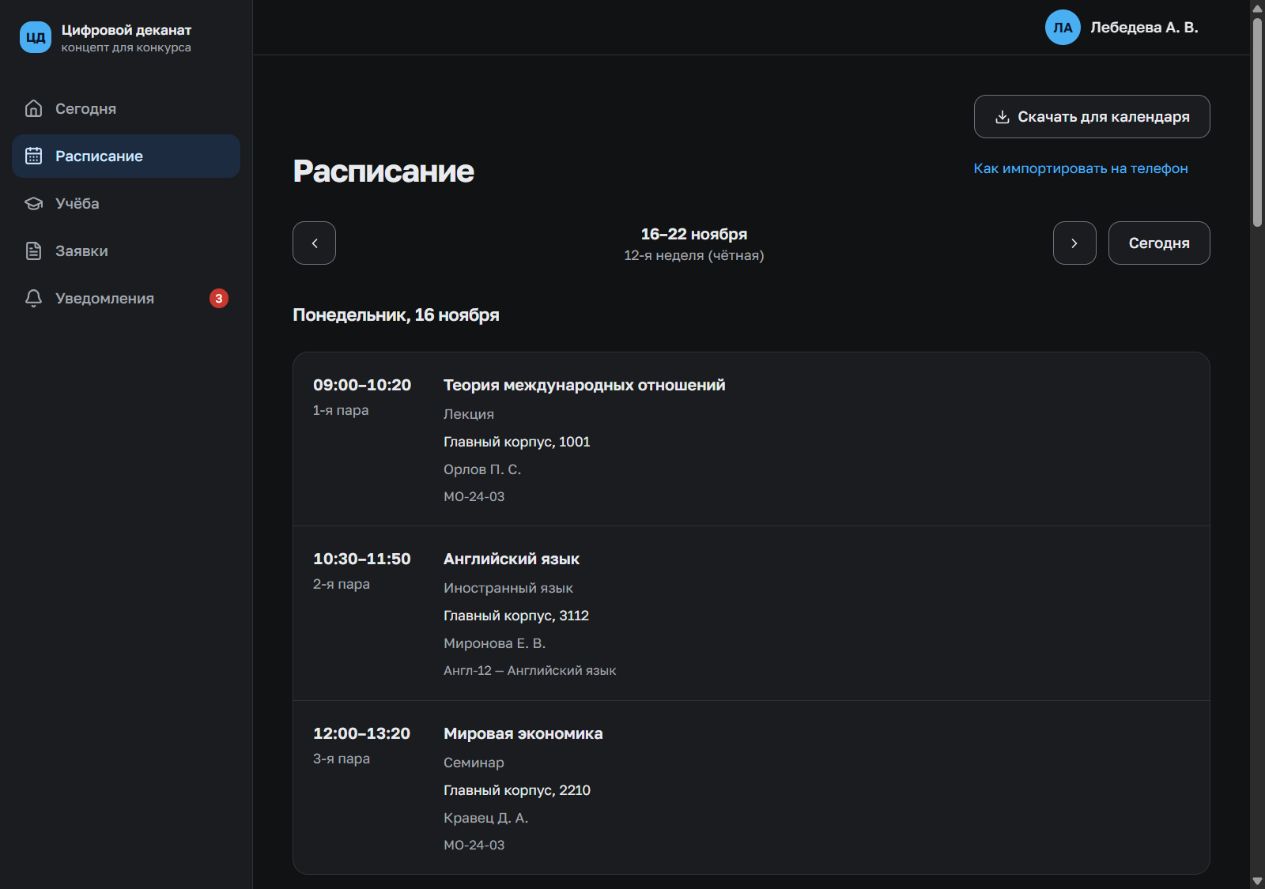 ЦД
Цифровой деканат
концепт для конкурса
Сегодня
Расписание
Учёба
Заявки
Уведомления
3
ЛА
Лебедева А. В.
Скачать для календаря
Расписание
Как импортировать на телефон
16–22 ноября
12-я неделя (чётная)
Сегодня
Понедельник, 16 ноября
09:00–10:20
1-я пара
Теория международных отношений
Лекция
Главный корпус, 1001
Орлов П. С.
МО-24-03
10:30–11:50
2-я пара
Английский язык
Иностранный язык
Главный корпус, 3112
Миронова Е. В.
Англ-12 — Английский язык
12:00–13:20
3-я пара
Мировая экономика
Семинар
Главный корпус, 2210
Кравец Д. А.
МО-24-03